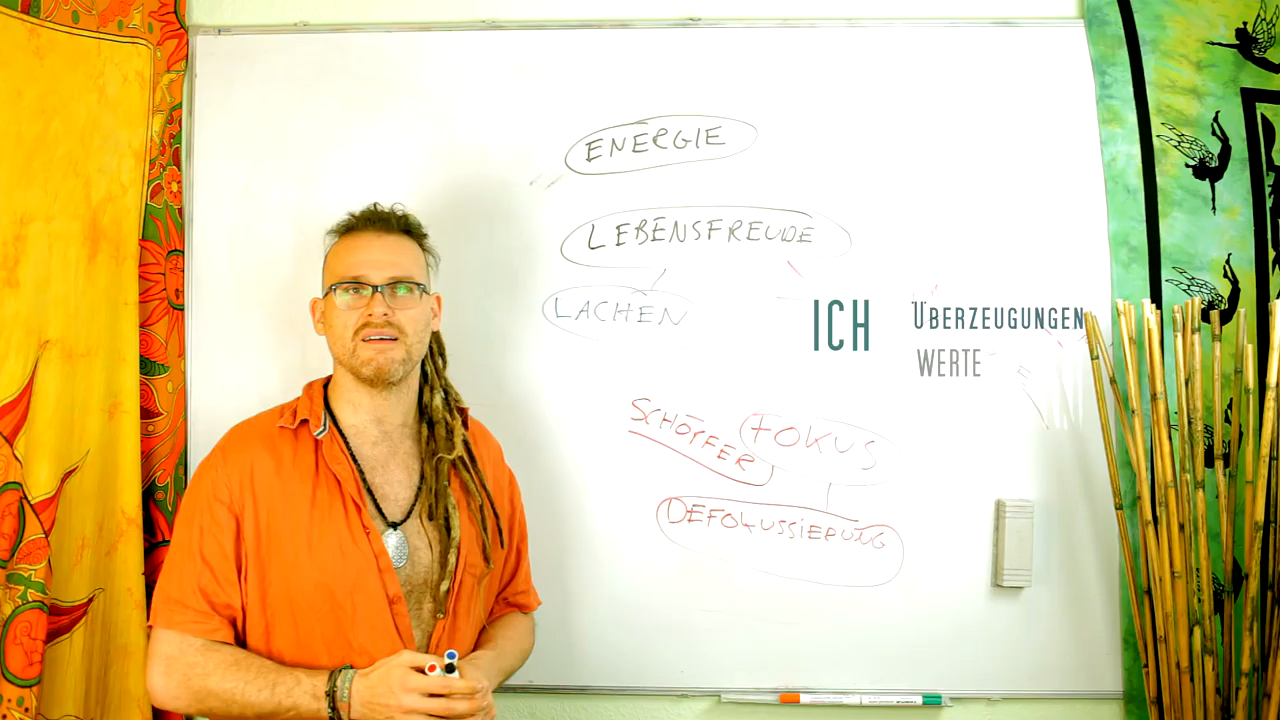 ENERGIE
LEBENSFREUDE
LACHEN
ICH
ÜBERZEUGUNGEN
WERTE
SCHÖPFER
FOKUS
DEFOKUSSIERUNG